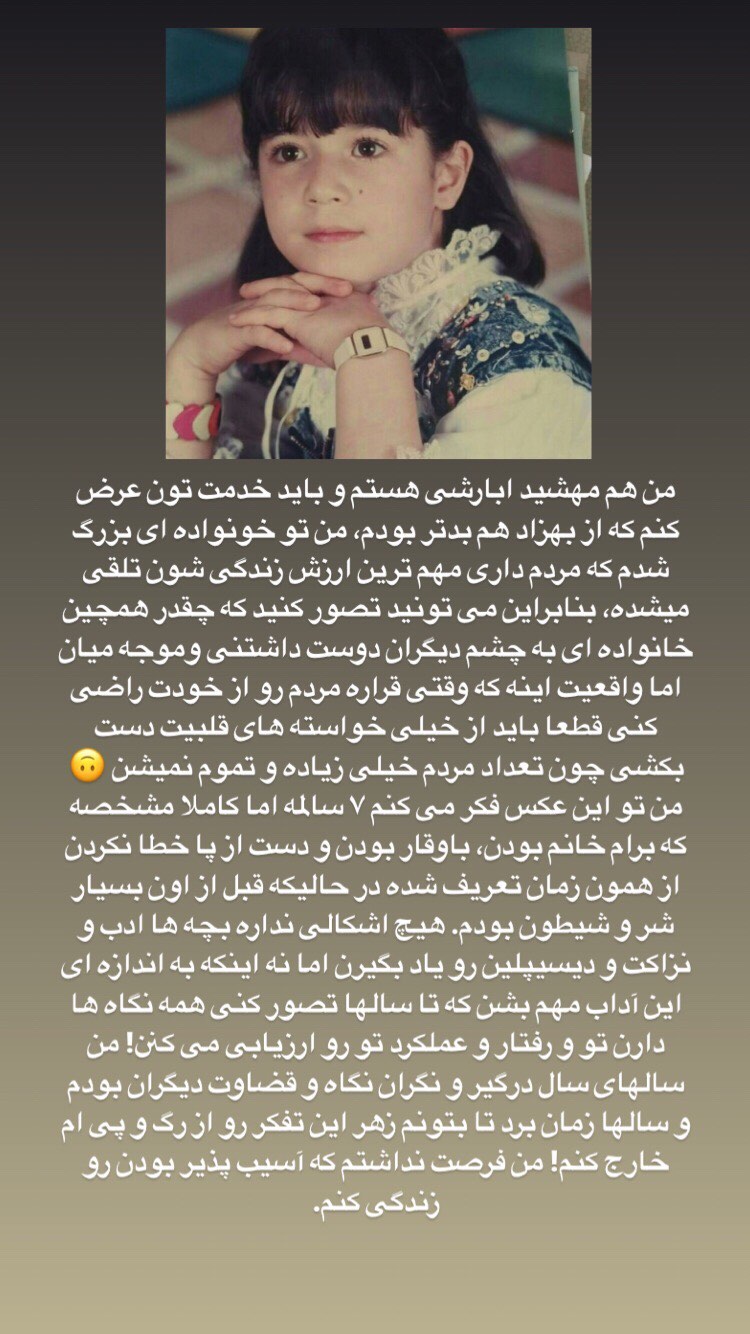 من هم مهشید ابارشی هستم و باید خدمت تون عرض
کنم که از بهزاد هم بدتر بودم، من تو خونواده ای بزرگ
شدم که مردم داری مهم ترین ارزش زندگی شون تلقی
میشده، بنابراین می تونید تصور کنید که چقدر همچین
خانواده ای به چشم دیگران دوست داشتنی وموجه میان
اما واقعیت اینه که وقتی قراره مردم رو از خودت راضی
کنی قطعا باید از خیلی خواسته های قلبیت دست
بکشی چون تعداد مردم خیلی زیاده و تموم نمیشن 🙃
من تو این عکس فکر می کنم ۷ سالمه اما کاملا مشخصه
که برام خانم بودن، باوقار بودن و دست از پا خطا نکردن
از همون زمان تعریف شده در حالیکه قبل از اون بسیار
شر و شیطون بودم. هیچ اشکالی نداره بچه ها ادب و
نزاکت و دیسیپلین رو یاد بگیرن اما نه اینکه به اندازه ای
این آداب مهم بشن که تا سالها تصور کنی همه نگاه ها
دارن تو و رفتار و عملکرد تو رو ارزیابی می کنن! من
سالهای سال درگیر و نگران نگاه و قضاوت دیگران بودم
و سالها زمان برد تا بتونم زهر این تفکر رو از رگ و پی ام
خارج کنم! من فرصت نداشتم که آسیب پذیر بودن رو
زندگی کنم.